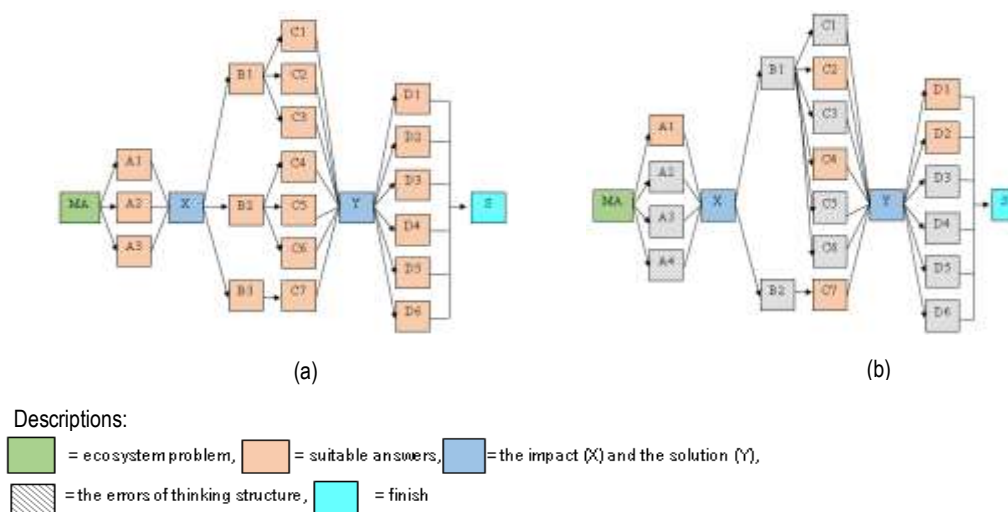 C1 C1
B1 C2 B1 C2
C3 D1 C3 D1
A1 D2 A1 D2
A1 C4 A2 C4
D3 D3
MA A2 X B2 C5 Y S MA X C5 Y S
D4 A3 D4
A3 C6 C6
A4
D5 D5
B3 C7 B2 C7
D6 D6
(a) (b)
Descriptions:
= ecosystem problem, = suitable answers, = the impact (X) and the solution (Y),
= the errors of thinking structure, = finish